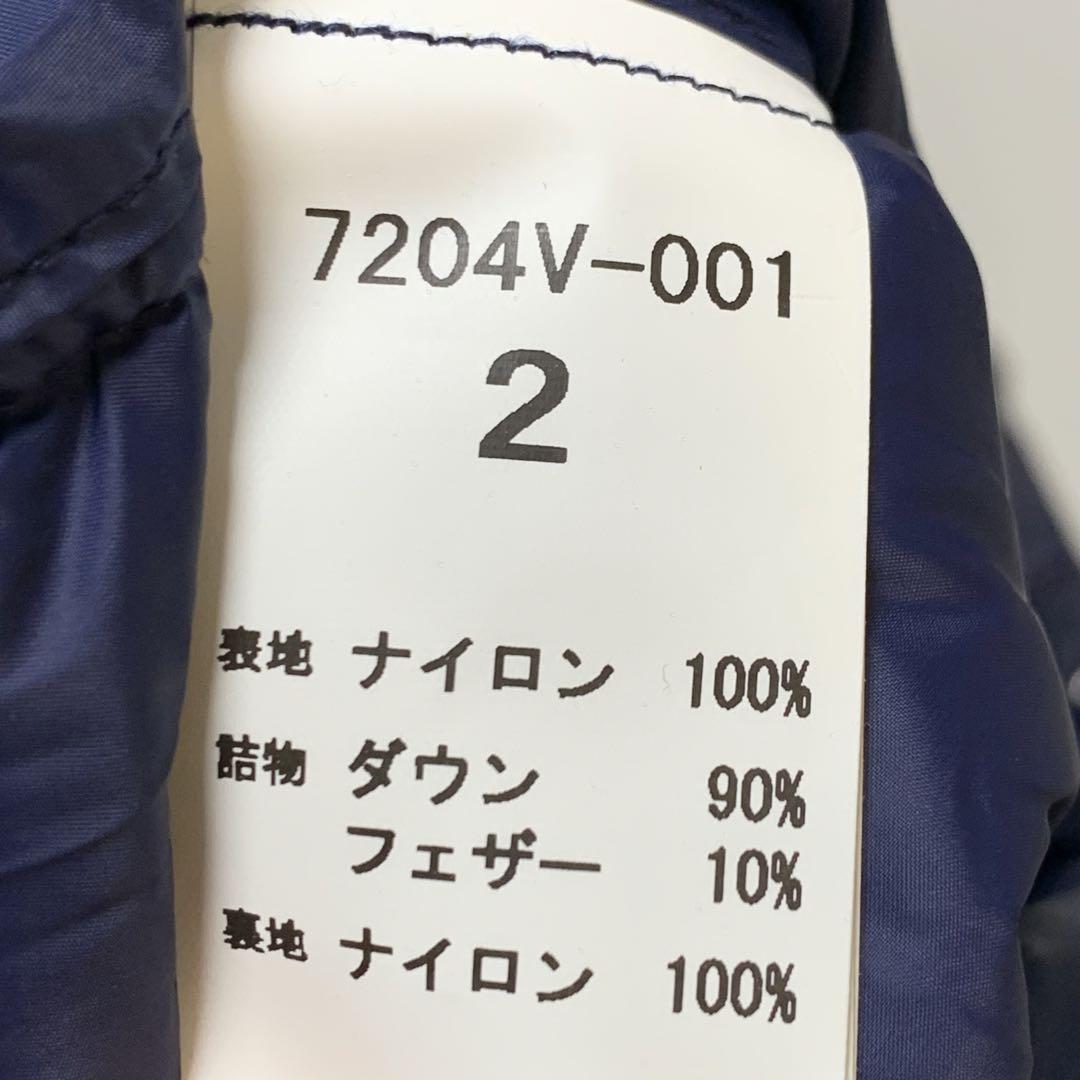 7204V-001
2
表地 ナイロン 100%
詰物 ダウン 90%
フェザー 10%
裏地 ナイロン 100%